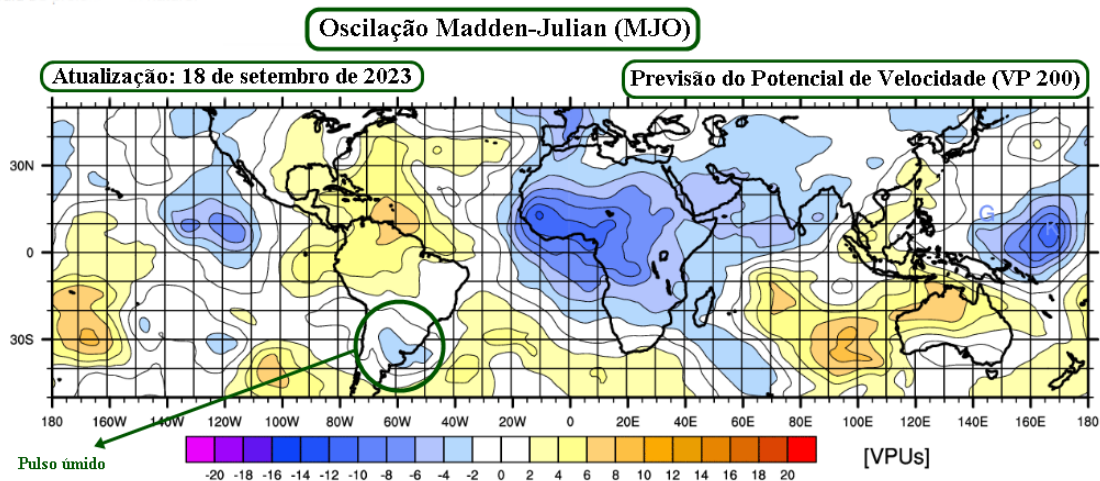 Oscilação Madden-Julian (MJO)
Atualização: 18 de setembro de 2023
Previsão do Potencial de Velocidade (VP 200)
30N
0
30S
G
K
180 160W 140W 120W 100W 80W 60W 40W 20W 0 20E 40E 60E 80E 100E 120E 140E 160E 180
Pulso úmido
-20 -18 -16 -14 -12 -10 -8 -6 -4 -2 0 2 4 6 8 10 12 14 16 18 20
[VPUs]